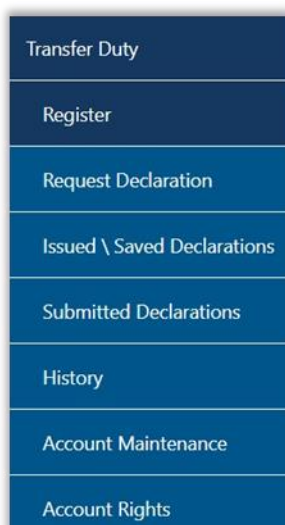 Transfer Duty
Register
Request Declaration
Issued \ Saved Declarations
Submitted Declarations
History
Account Maintenance
Account Rights